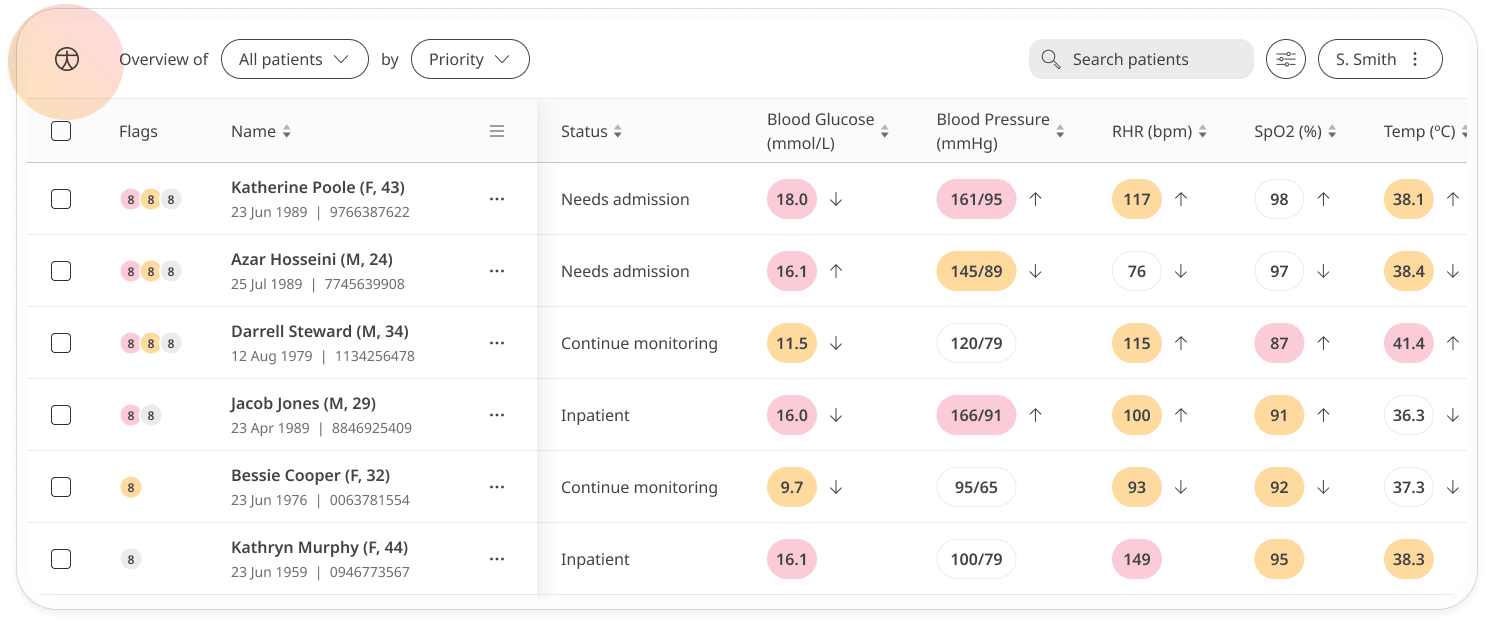 Overview of All patients by Priority Search patients S. Smith
Flags Name Status Blood Glucose (mmol/L) Blood Pressure (mmHg) RHR (bpm) SpO2 (%) Temp (ºC)
8 8 8 Katherine Poole (F, 43) Needs admission 18.0 161/95 117 98 38.1
23 Jun 1989 | 9766387622
8 8 8 Azar Hosseini (M, 24) Needs admission 16.1 145/89 76 97 38.4
25 Jul 1989 | 7745639908
8 8 8 Darrell Steward (M, 34) Continue monitoring 11.5 120/79 115 87 41.4
12 Aug 1979 | 1134256478
8 8 Jacob Jones (M, 29) Inpatient 16.0 166/91 100 91 36.3
23 Apr 1989 | 8846925409
8 Bessie Cooper (F, 32) Continue monitoring 9.7 95/65 93 92 37.3
23 Jun 1976 | 0063781554
8 Kathryn Murphy (F, 44) Inpatient 16.1 100/79 149 95 38.3
23 Jun 1959 | 0946773567